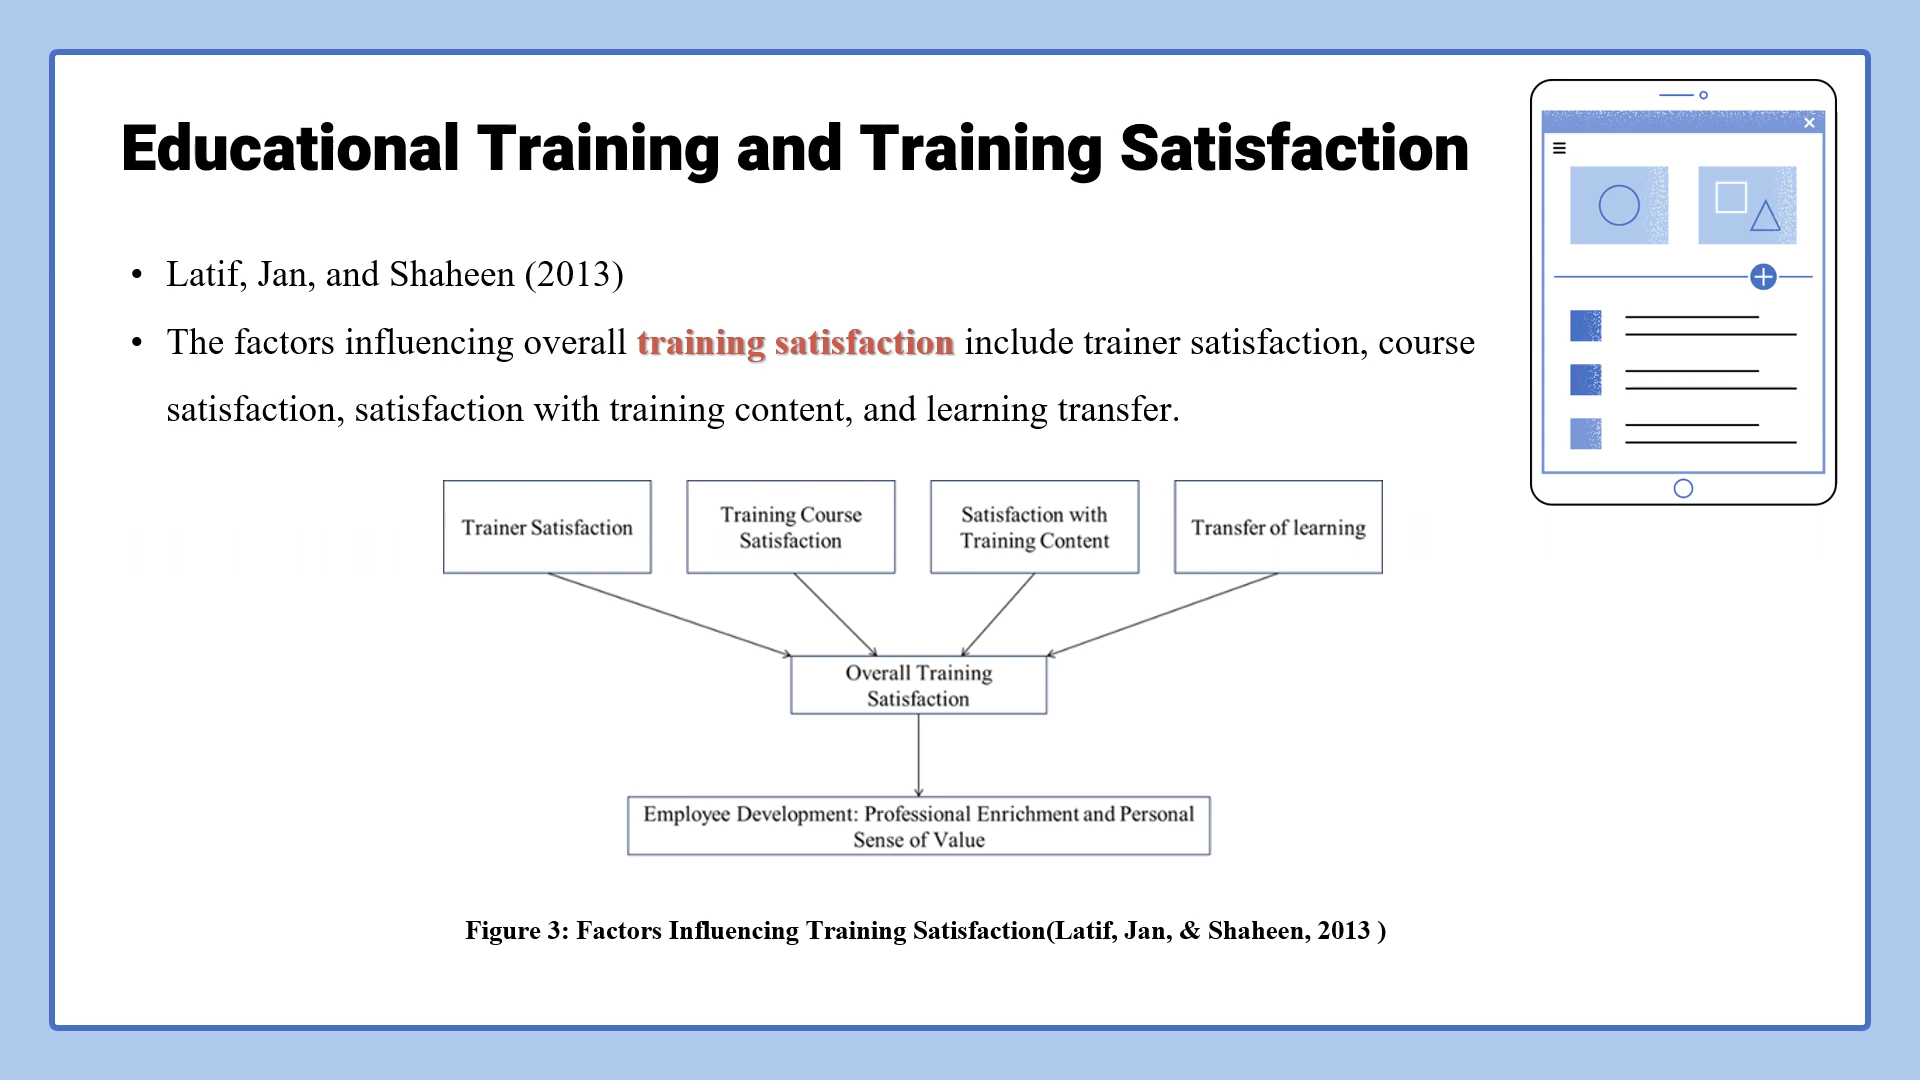 Educational Training and Training Satisfaction
• Latif, Jan, and Shaheen (2013)
• The factors influencing overall training satisfaction include trainer satisfaction, course
satisfaction, satisfaction with training content, and learning transfer.
Trainer Satisfaction
Training Course
Satisfaction
Satisfaction with
Training Content
Transfer of learning
Overall Training
Satisfaction
Employee Development: Professional Enrichment and Personal
Sense of Value
Figure 3: Factors Influencing Training Satisfaction(Latif, Jan, & Shaheen, 2013 )